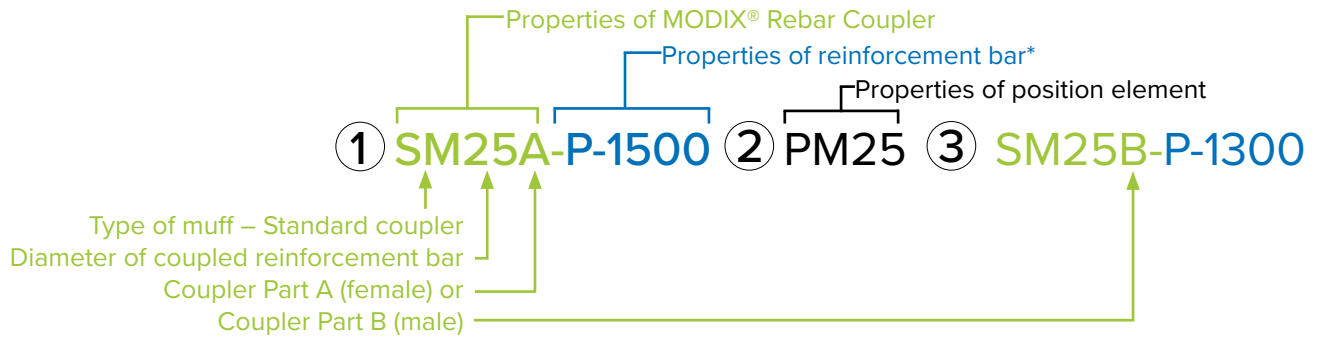 Properties of MODIX® Rebar Coupler
Properties of reinforcement bar*
Properties of position element
1 SM25A-P-1500 2 PM25 3 SM25B-P-1300
Type of muff – Standard coupler
Diameter of coupled reinforcement bar
Coupler Part A (female) or
Coupler Part B (male)